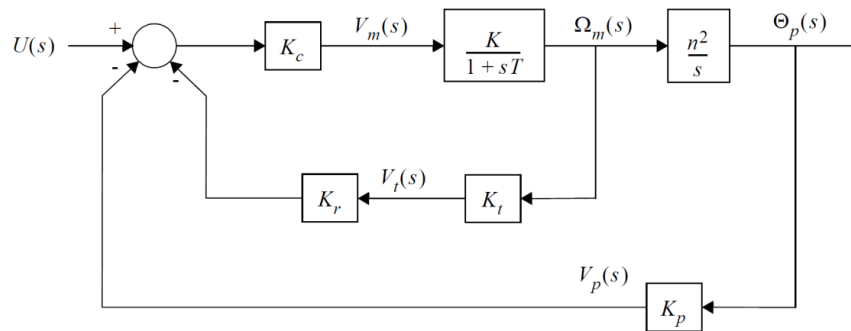 U(s)
+
-
-
K_c
V_m(s)
K
1 + sT
Ω_m(s)
n^2
s
Θ_p(s)
K_r
V_t(s)
K_t
V_p(s)
K_p